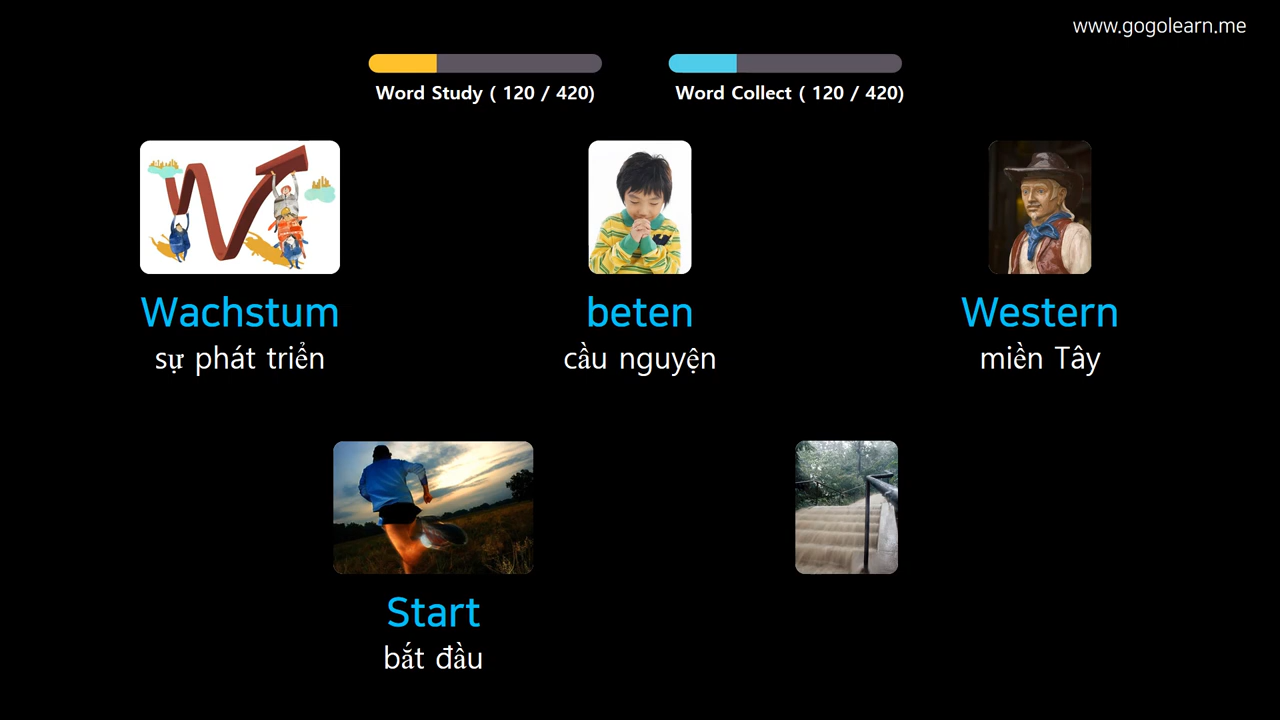 www.gogolearn.me
Word Study ( 120 / 420)
Word Collect ( 120 / 420)
Wachstum
sự phát triển
beten
cầu nguyện
Western
miền Tây
Start
bắt đầu